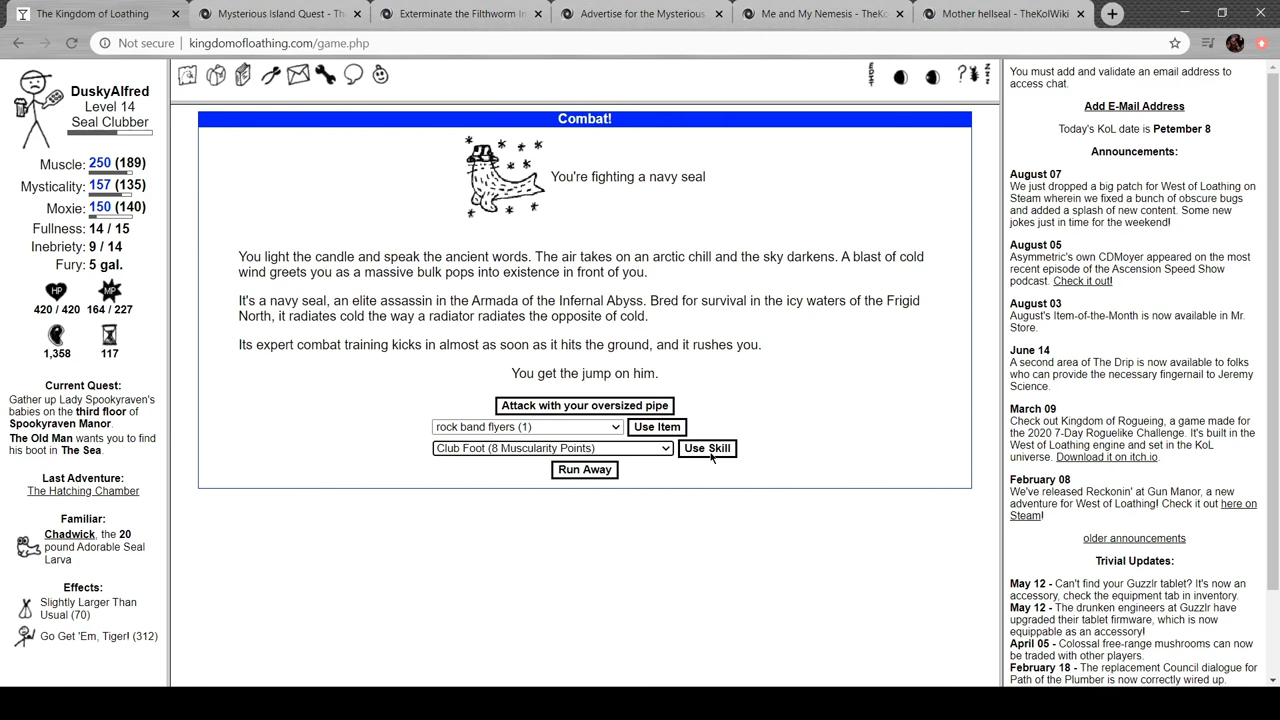 The Kingdom of Loathing
Mysterious Island Quest - Th
Exterminate the Filthworm In
Advertise for the Mysterious
Me and My Nemesis - TheKo
Mother hellseal - TheKolWiki
Not secure
kingdomofloathing.com/game.php
DuskyAlfred
Level 14
Seal Clubber
Muscle: 250 (189)
Mysticality: 157 (135)
Moxie: 150 (140)
Fullness: 14 / 15
Inebriety: 9 / 14
Fury: 5 gal.
HP
MP
420 / 420
164 / 227
1,358
117
Current Quest:
Gather up Lady Spookyraven's
babies on the third floor of
Spookyraven Manor.
The Old Man wants you to find
his boot in The Sea.
Last Adventure:
The Hatching Chamber
Familiar:
Chadwick, the 20
pound Adorable Seal
Larva
Effects:
Slightly Larger Than
Usual (70)
Go Get 'Em, Tiger! (312)
Combat!
You're fighting a navy seal
You light the candle and speak the ancient words. The air takes on an arctic chill and the sky darkens. A blast of cold
wind greets you as a massive bulk pops into existence in front of you.
It's a navy seal, an elite assassin in the Armada of the Infernal Abyss. Bred for survival in the icy waters of the Frigid
North, it radiates cold the way a radiator radiates the opposite of cold.
Its expert combat training kicks in almost as soon as it hits the ground, and it rushes you.
You get the jump on him.
Attack with your oversized pipe
rock band flyers (1)
Use Item
Club Foot (8 Muscularity Points)
Use Skill
Run Away
You must add and validate an email address to
access chat.
Add E-Mail Address
Today's KoL date is Petember 8
Announcements:
August 07
We just dropped a big patch for West of Loathing on
Steam wherein we fixed a bunch of obscure bugs
and added a splash of new content. Some new
jokes just in time for the weekend!
August 05
Asymmetric's own CDMoyer appeared on the most
recent episode of the Ascension Speed Show
podcast. Check it out!
August 03
August's Item-of-the-Month is now available in Mr.
Store.
June 14
A second area of The Drip is now available to folks
who can provide the necessary fingernail to Jeremy
Science.
March 09
Check out Kingdom of Rogueing, a game made for
the 2020 7-Day Roguelike Challenge. It's built in the
West of Loathing engine and set in the KoL
universe. Download it on itch io.
February 08
We've released Reckonin' at Gun Manor, a new
adventure for West of Loathing! Check it out here on
Steam!
older announcements
Trivial Updates:
May 12 - Can't find your Guzzlr tablet? It's now an
accessory, check the equipment tab in inventory.
May 12 - The drunken engineers at Guzzlr have
upgraded their tablet firmware, which is now
equippable as an accessory!
April 05 - Colossal free-range mushrooms can now
be traded with other players.
February 18 - The replacement Council dialogue for
Path of the Plumber is now correctly wired up.